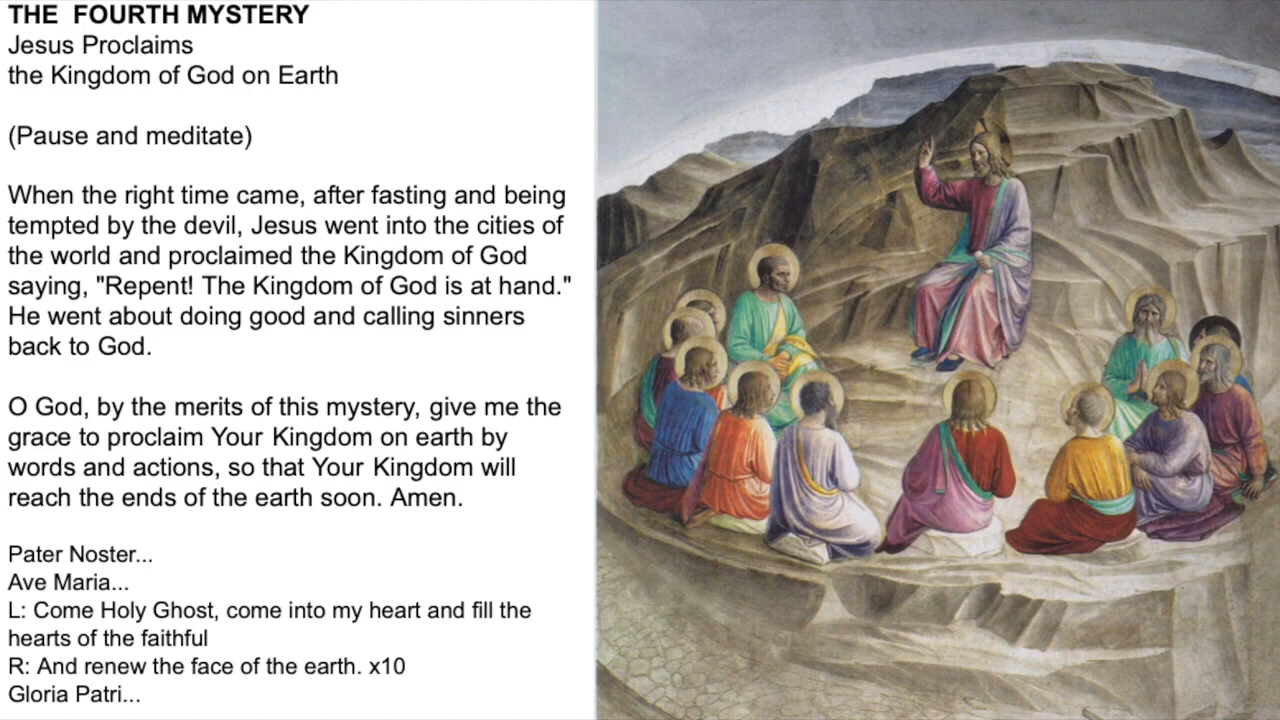 THE FOURTH MYSTERY
Jesus Proclaims
the Kingdom of God on Earth
(Pause and meditate)
When the right time came, after fasting and being
tempted by the devil, Jesus went into the cities of
the world and proclaimed the Kingdom of God
saying, "Repent! The Kingdom of God is at hand."
He went about doing good and calling sinners
back to God.
O God, by the merits of this mystery, give me the
grace to proclaim Your Kingdom on earth by
words and actions, so that Your Kingdom will
reach the ends of the earth soon. Amen.
Pater Noster...
Ave Maria...
L: Come Holy Ghost, come into my heart and fill the
hearts of the faithful
R: And renew the face of the earth. x10
Gloria Patri...